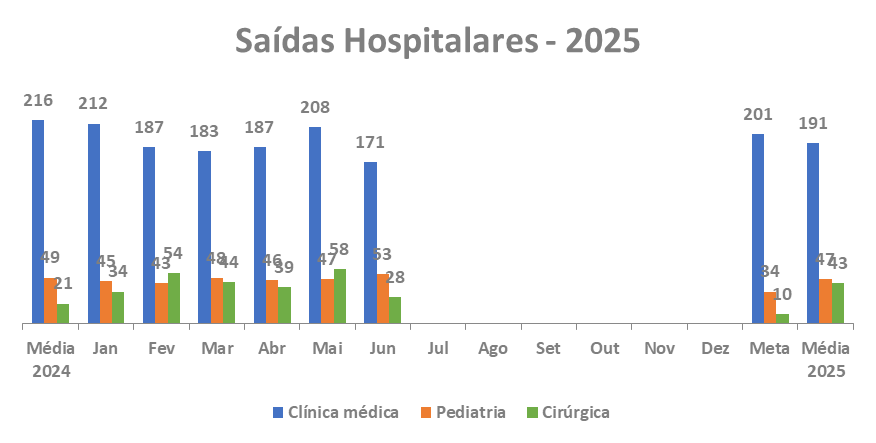 Saídas Hospitalares - 2025
216
49
21
212
45
34
187
43
54
183
48
44
187
46
39
208
47
58
171
53
28
201
34
10
191
47
43
Média 2024
Jan
Fev
Mar
Abr
Mai
Jun
Jul
Ago
Set
Out
Nov
Dez
Meta
Média 2025
Clínica médica
Pediatria
Cirúrgica